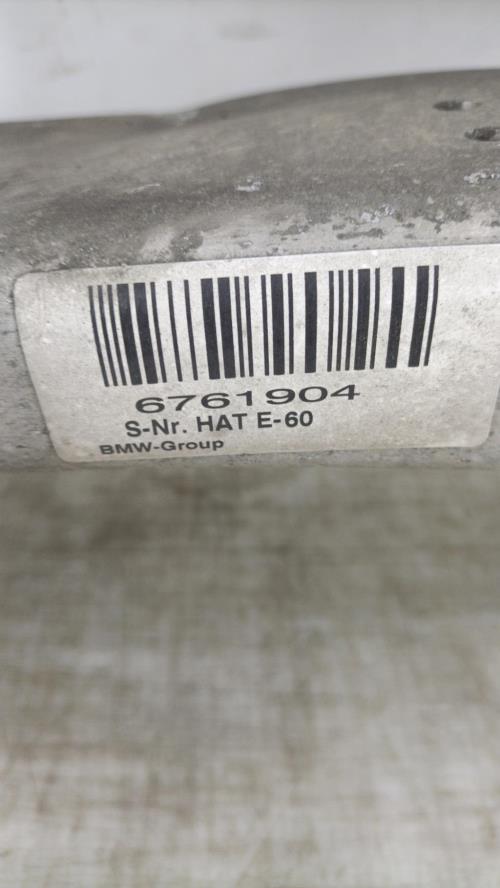 6761904
S-Nr. HAT E-60
BMW-Group